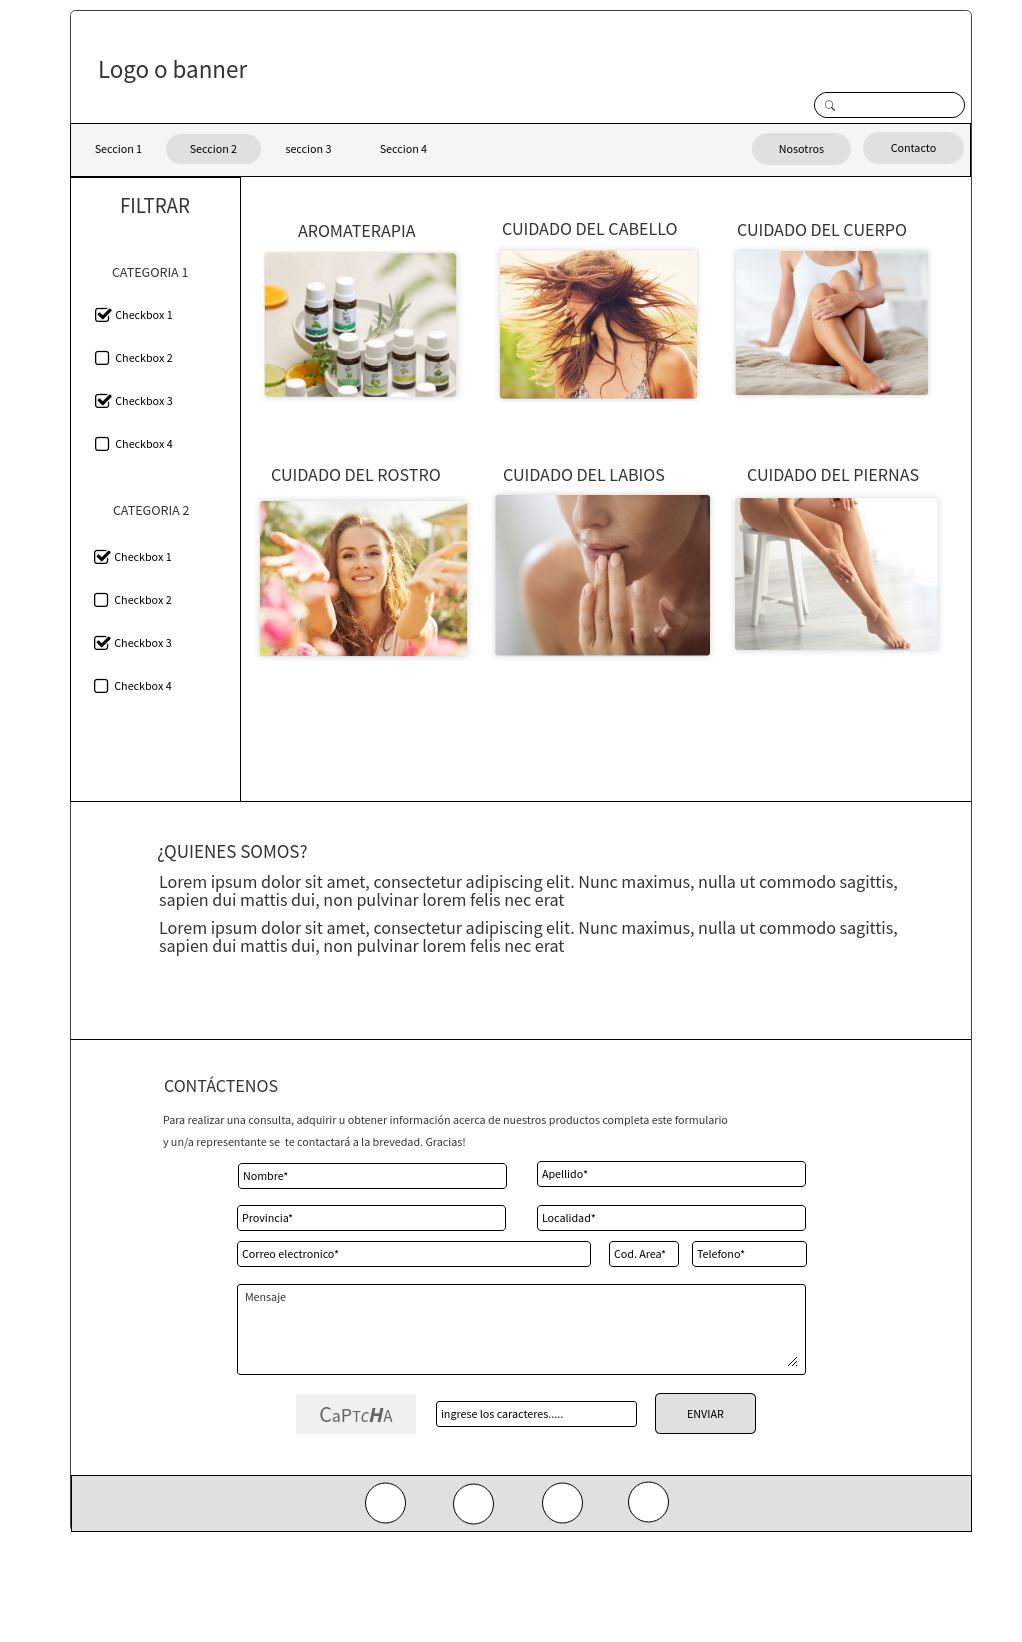 Logo o banner
Seccion 1
Seccion 2
seccion 3
Seccion 4
Nosotros
Contacto
FILTRAR
CATEGORIA 1
Checkbox 1
Checkbox 2
Checkbox 3
Checkbox 4
CATEGORIA 2
Checkbox 1
Checkbox 2
Checkbox 3
Checkbox 4
AROMATERAPIA
CUIDADO DEL CABELLO
CUIDADO DEL CUERPO
CUIDADO DEL ROSTRO
CUIDADO DEL LABIOS
CUIDADO DEL PIERNAS
¿QUIENES SOMOS?
Lorem ipsum dolor sit amet, consectetur adipiscing elit. Nunc maximus, nulla ut commodo sagittis,
sapien dui mattis dui, non pulvinar lorem felis nec erat
Lorem ipsum dolor sit amet, consectetur adipiscing elit. Nunc maximus, nulla ut commodo sagittis,
sapien dui mattis dui, non pulvinar lorem felis nec erat
CONTÁCTENOS
Para realizar una consulta, adquirir u obtener información acerca de nuestros productos completa este formulario
y un/a representante se te contactará a la brevedad. Gracias!
Nombre*
Apellido*
Provincia*
Localidad*
Correo electronico*
Cod. Area*
Telefono*
Mensaje
CaPTcHA
ingrese los caracteres.....
ENVIAR